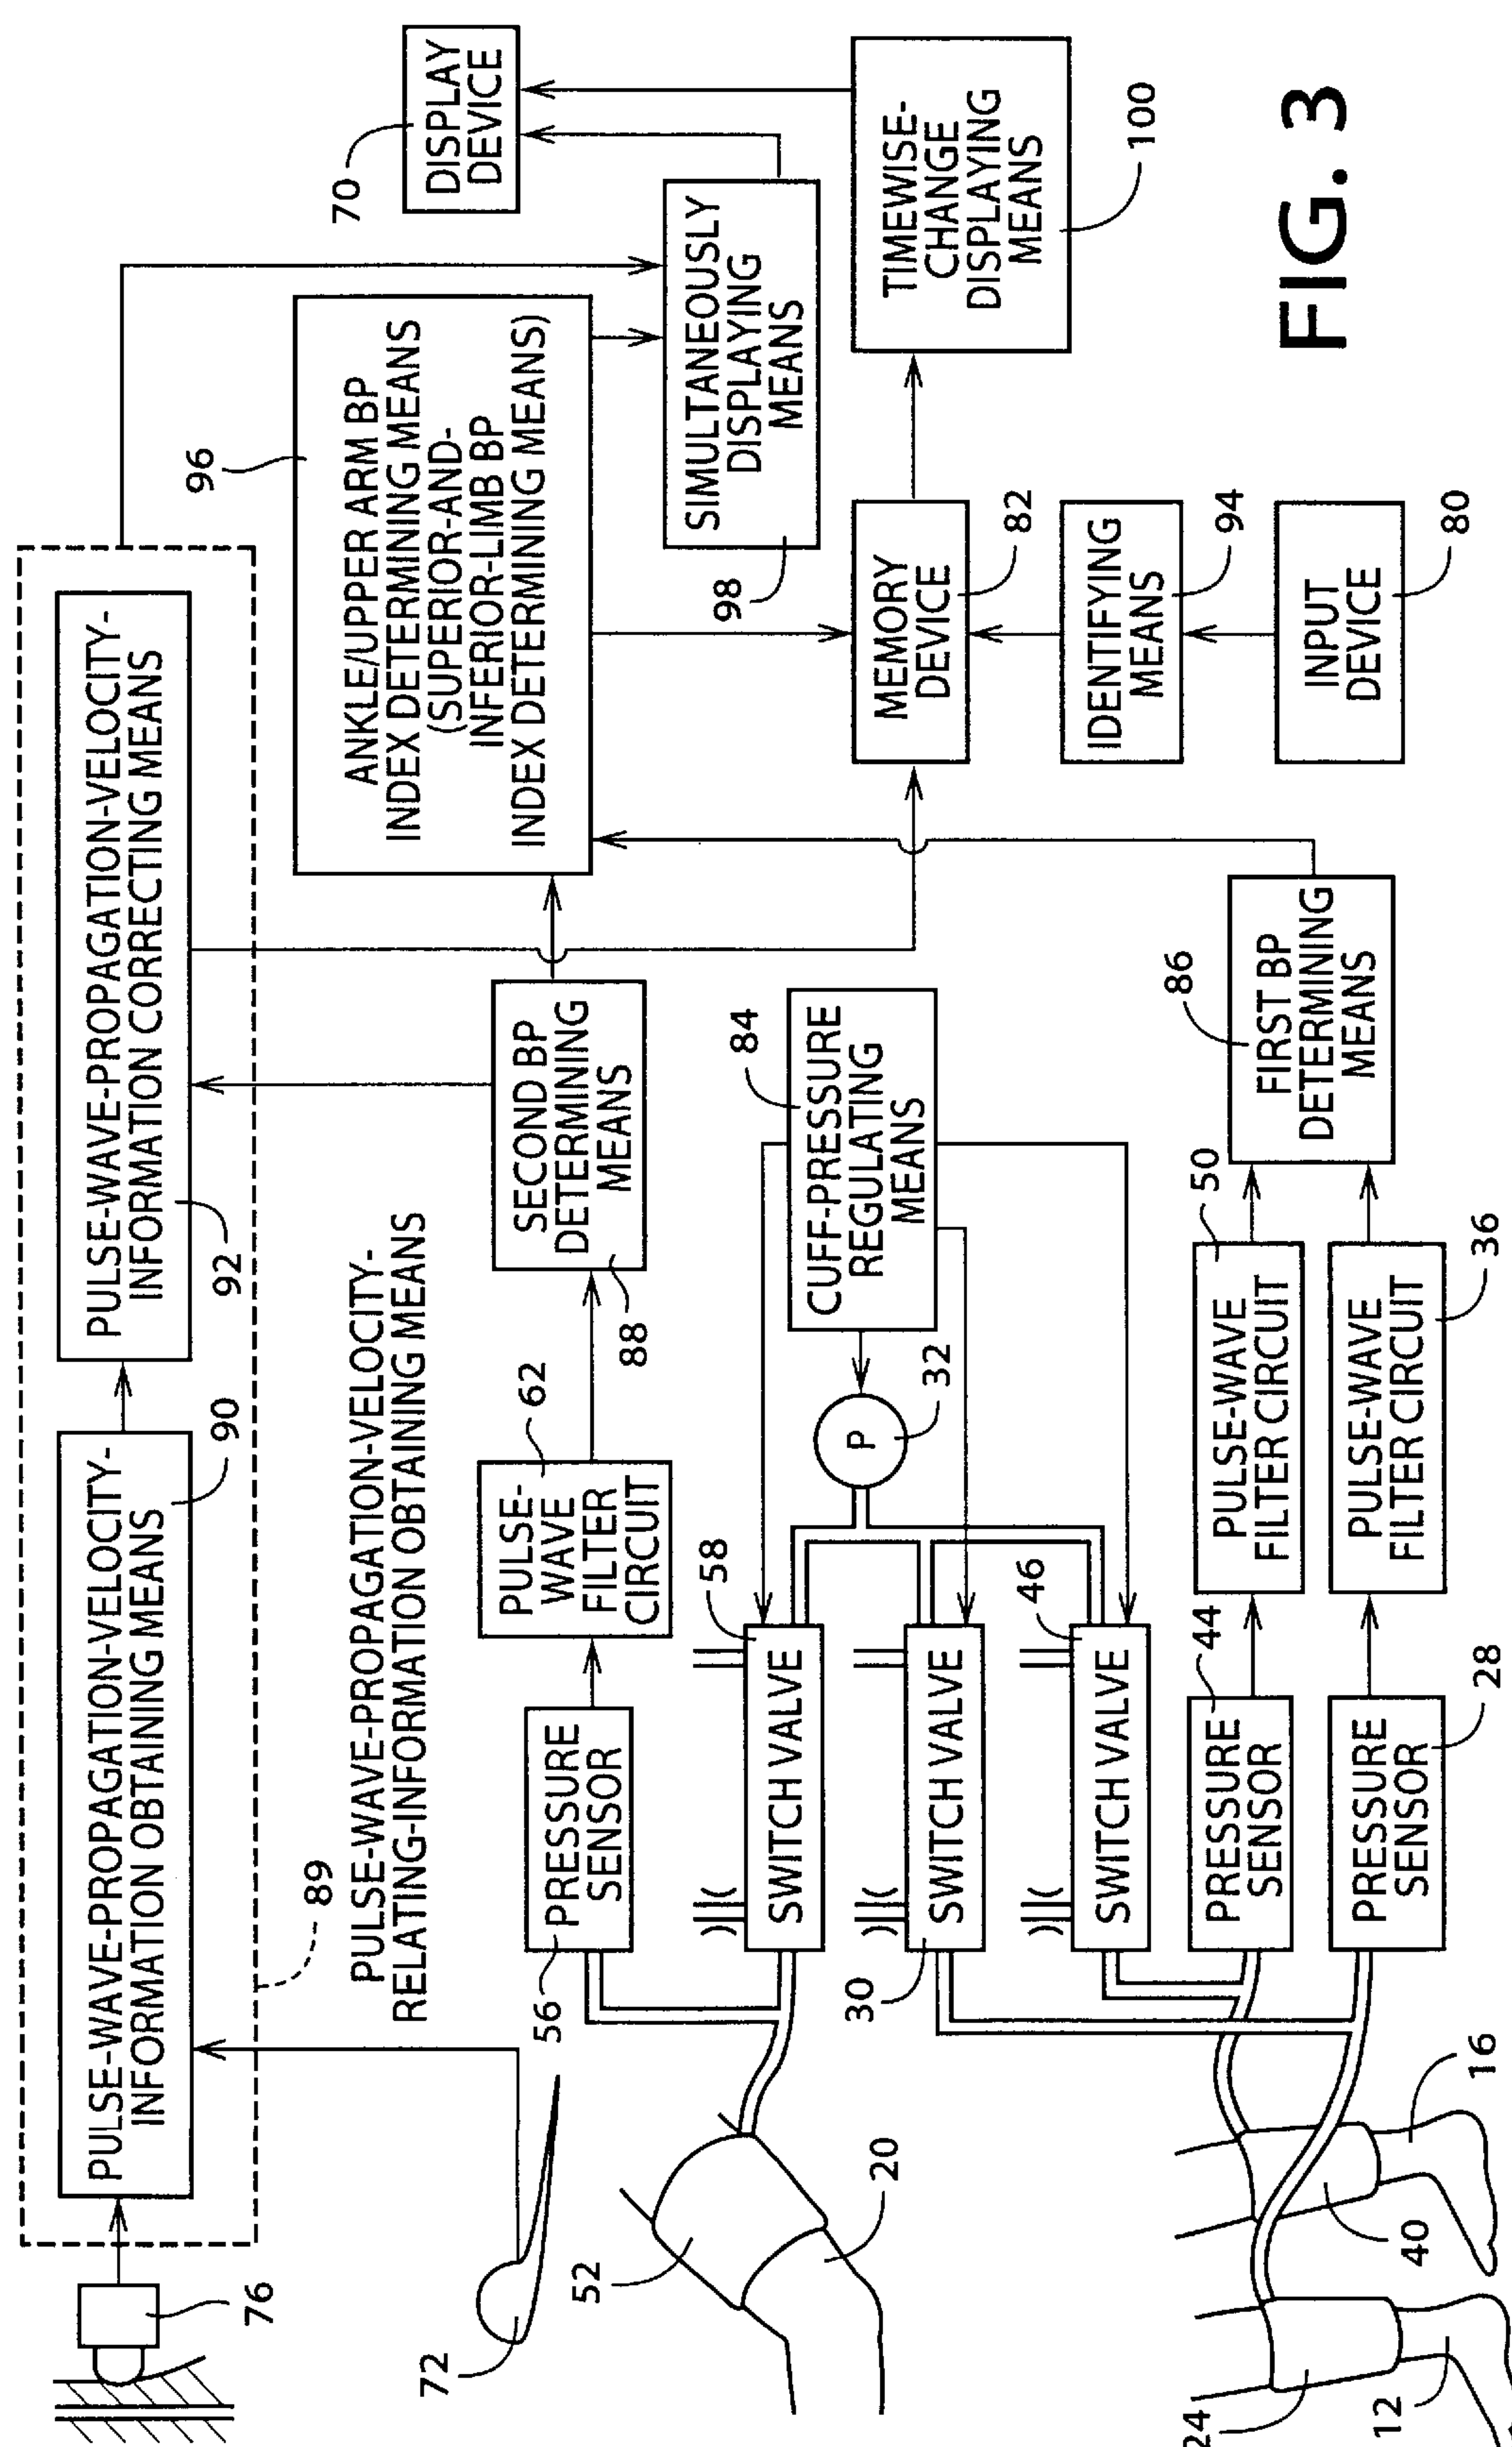 76
PULSE-WAVE-PROPAGATION-VELOCITY-
INFORMATION OBTAINING MEANS
90
PULSE-WAVE-PROPAGATION-VELOCITY-
INFORMATION CORRECTING MEANS
92
89
PULSE-WAVE-PROPAGATION-VELOCITY-
RELATING-INFORMATION OBTAINING MEANS
96
ANKLE/UPPER ARM BP
INDEX DETERMINING MEANS
(SUPERIOR-AND-
INFERIOR-LIMB BP
INDEX DETERMINING MEANS)
70
DISPLAY
DEVICE
72
56
PRESSURE
SENSOR
62
PULSE-
WAVE
FILTER
CIRCUIT
88
SECOND BP
DETERMINING
MEANS
98
SIMULTANEOUSLY
DISPLAYING
MEANS
52
20
58
SWITCH VALVE
30
SWITCH VALVE
46
SWITCH VALVE
P
32
84
CUFF-PRESSURE
REGULATING
MEANS
MEMORY
DEVICE
82
TIMEWISE-
CHANGE
DISPLAYING
MEANS
100
IDENTIFYING
MEANS
94
INPUT
DEVICE
80
44
PRESSURE
SENSOR
50
PULSE-WAVE
FILTER CIRCUIT
86
FIRST BP
DETERMINING
MEANS
PRESSURE
SENSOR
28
PULSE-WAVE
FILTER CIRCUIT
36
24
12
40
16
FIG. 3